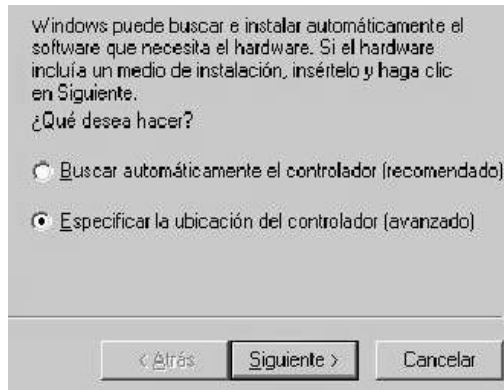 Windows puede buscar e instalar automáticamente el
software que necesita el hardware. Si el hardware
incluía un medio de instalación, insértelo y haga clic
en Siguiente.
¿Qué desea hacer?
Buscar automáticamente el controlador (recomendado)
Especificar la ubicación del controlador (avanzado)
< Atrás Siguiente > Cancelar